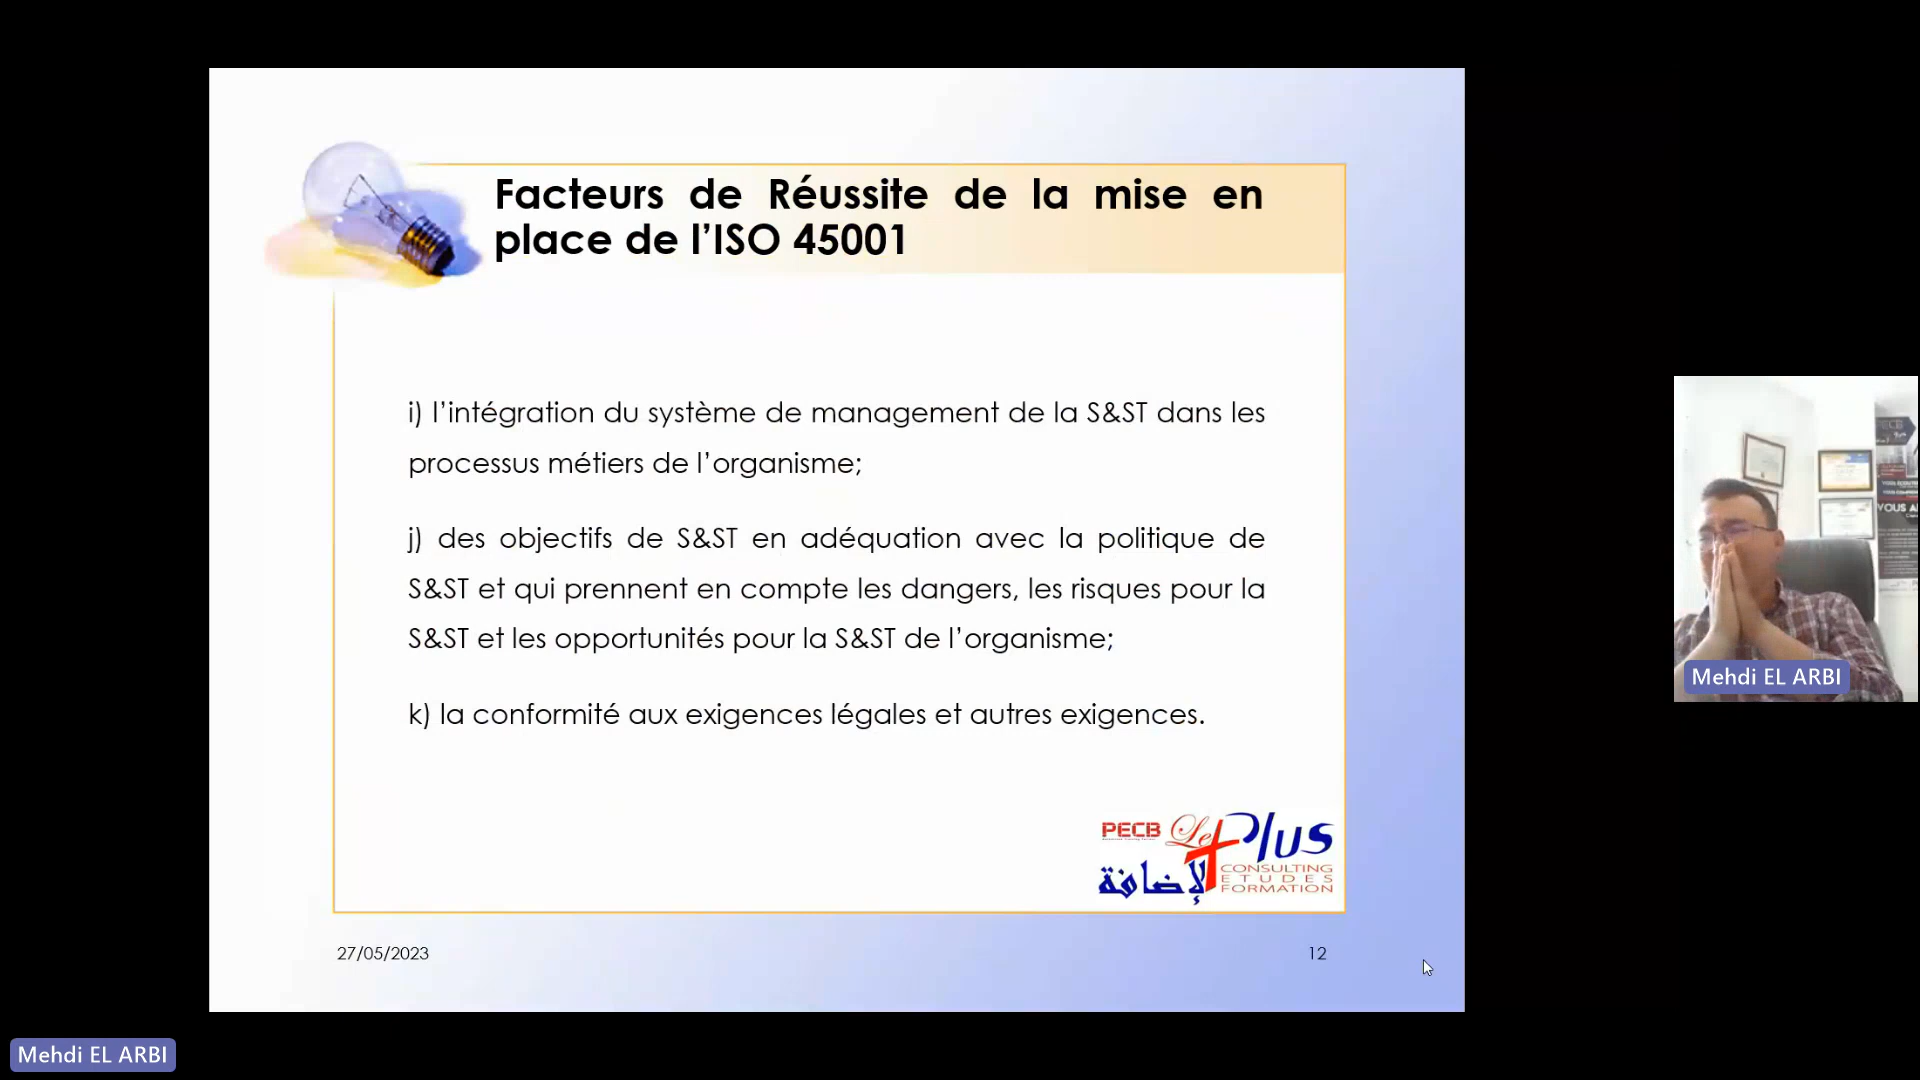 Facteurs de Réussite de la mise en
place de l’ISO 45001
i) l’intégration du système de management de la S&ST dans les
processus métiers de l’organisme;
j) des objectifs de S&ST en adéquation avec la politique de
S&ST et qui prennent en compte les dangers, les risques pour la
S&ST et les opportunités pour la S&ST de l’organisme;
k) la conformité aux exigences légales et autres exigences.
PECB
Le Plus
الإضافة
CONSULTING
ETUDES
FORMATION
27/05/2023
12
PECB
VOUS A
Mehdi EL ARBI
Mehdi EL ARBI